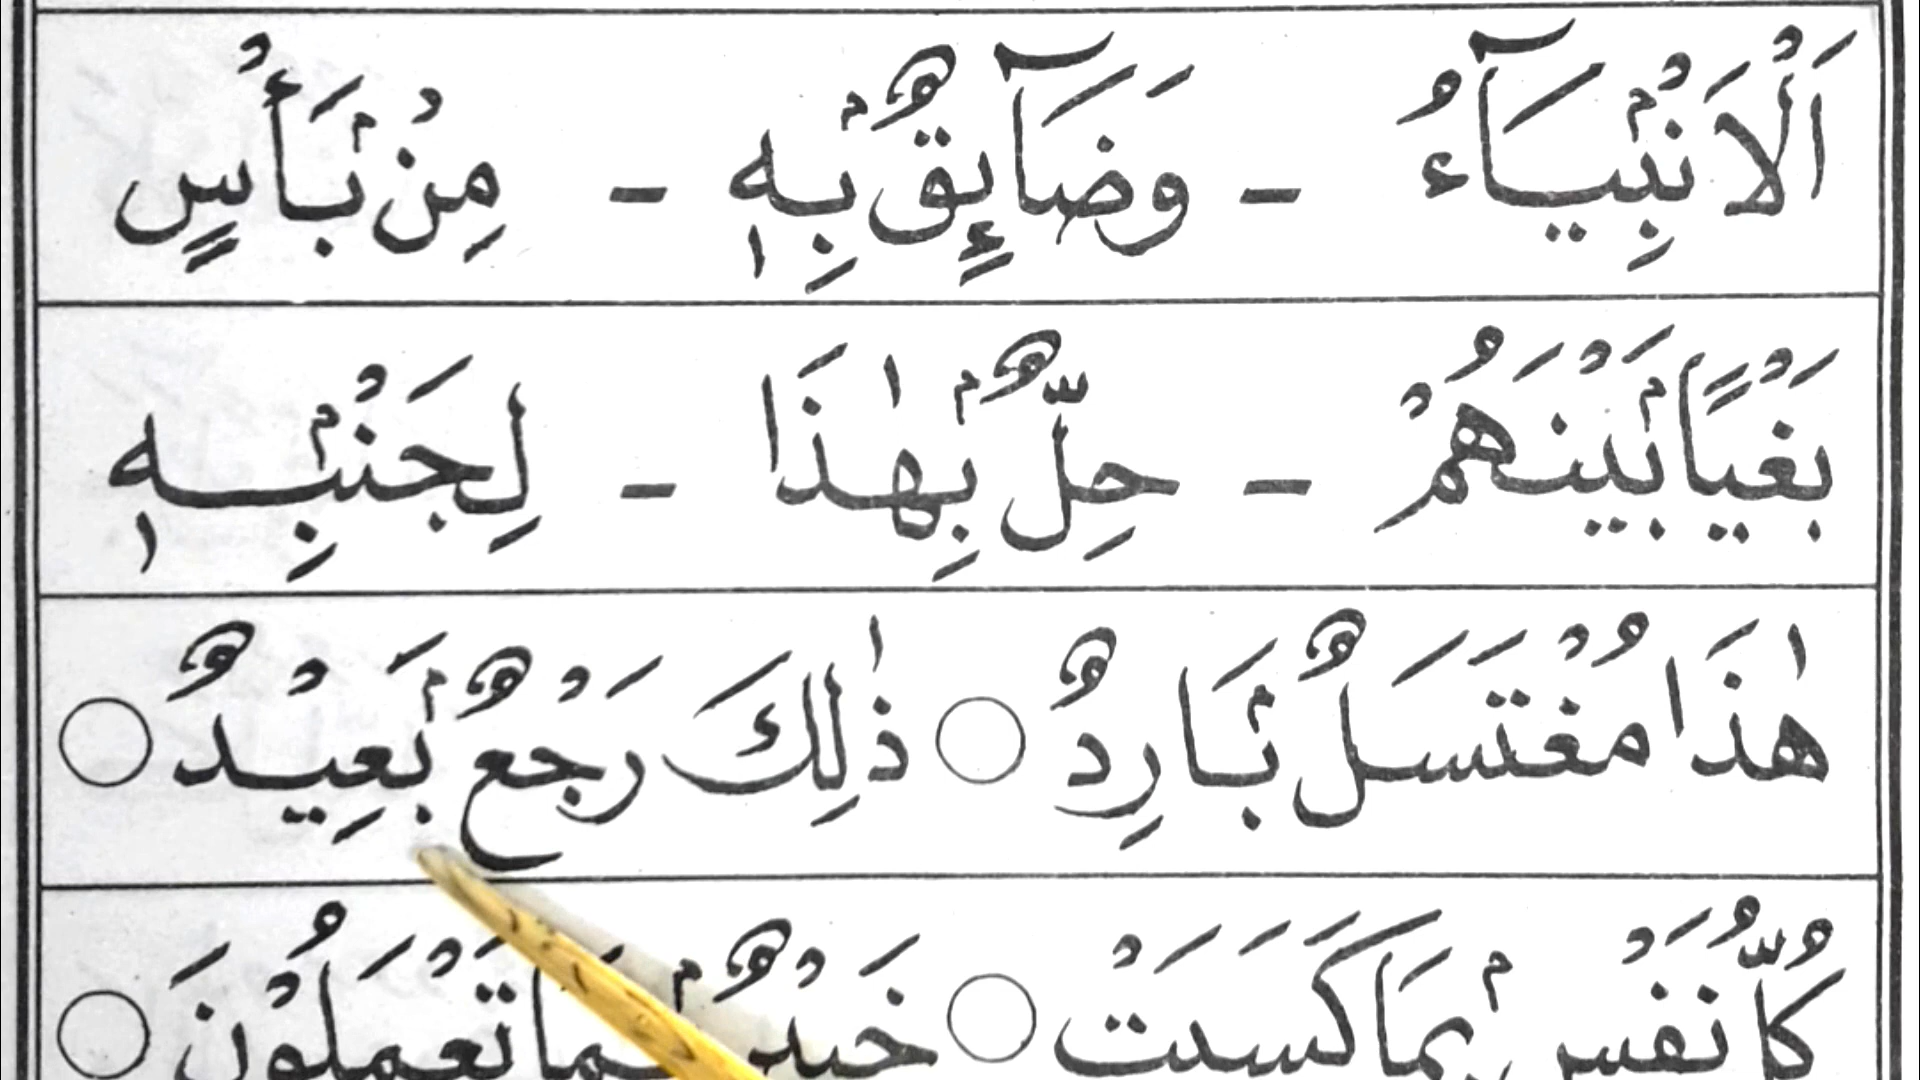 اَلْاَنْۢبِيَآءُ - وَضَآئِقٌۢ بِهٖ - مِنْۢ بَأْسٍ
بَغْيًاۢ بَيْنَهُمْ - حِلٌّۢ بِهٰذَا - لِجَنْۢبِهٖ
هٰذَا مُغْتَسَلٌۢ بَارِدٌ ○ ذٰلِكَ رَجْعٌۢ بَعِيْدٌ ○
كُلُّ نَفْسٍۢ بِمَا كَسَبَتْ ○ تَعْمَلُوْنَ ○